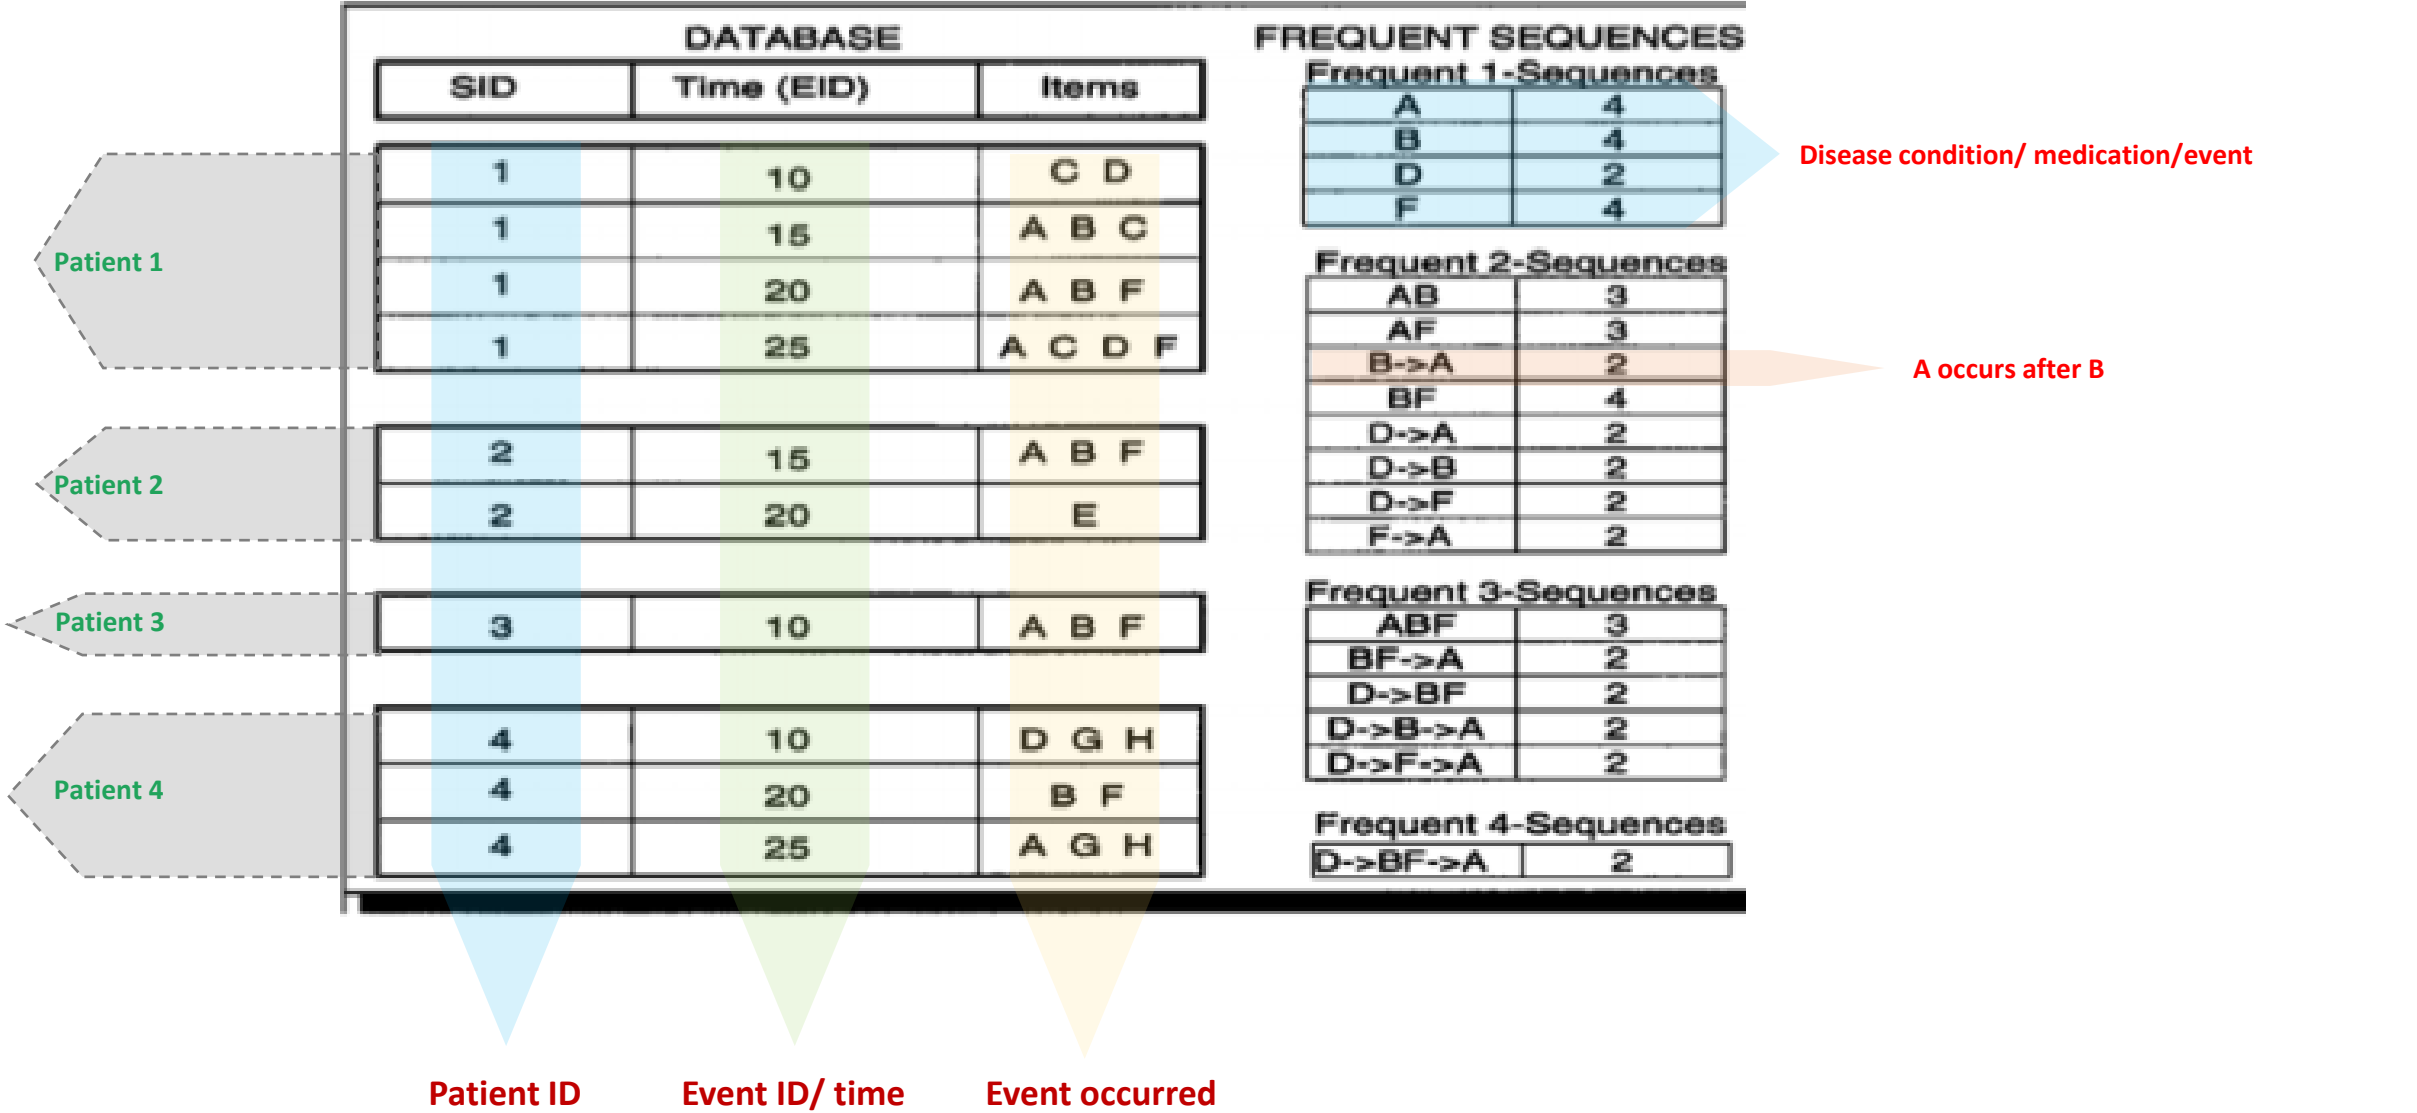 DATABASE
SID Time (EID) Items
Patient 1
1 10 C D
1 15 A B C
1 20 A B F
1 25 A C D F
Patient 2
2 15 A B F
2 20 E
Patient 3
3 10 A B F
Patient 4
4 10 D G H
4 20 B F
4 25 A G H
Patient ID
Event ID/ time
Event occurred
FREQUENT SEQUENCES
Frequent 1-Sequences
A 4
B 4
D 2
F 4
Disease condition/ medication/event
Frequent 2-Sequences
AB 3
AF 3
B->A 2
A occurs after B
BF 4
D->A 2
D->B 2
D->F 2
F->A 2
Frequent 3-Sequences
ABF 3
BF->A 2
D->BF 2
D->B->A 2
D->F->A 2
Frequent 4-Sequences
D->BF->A 2